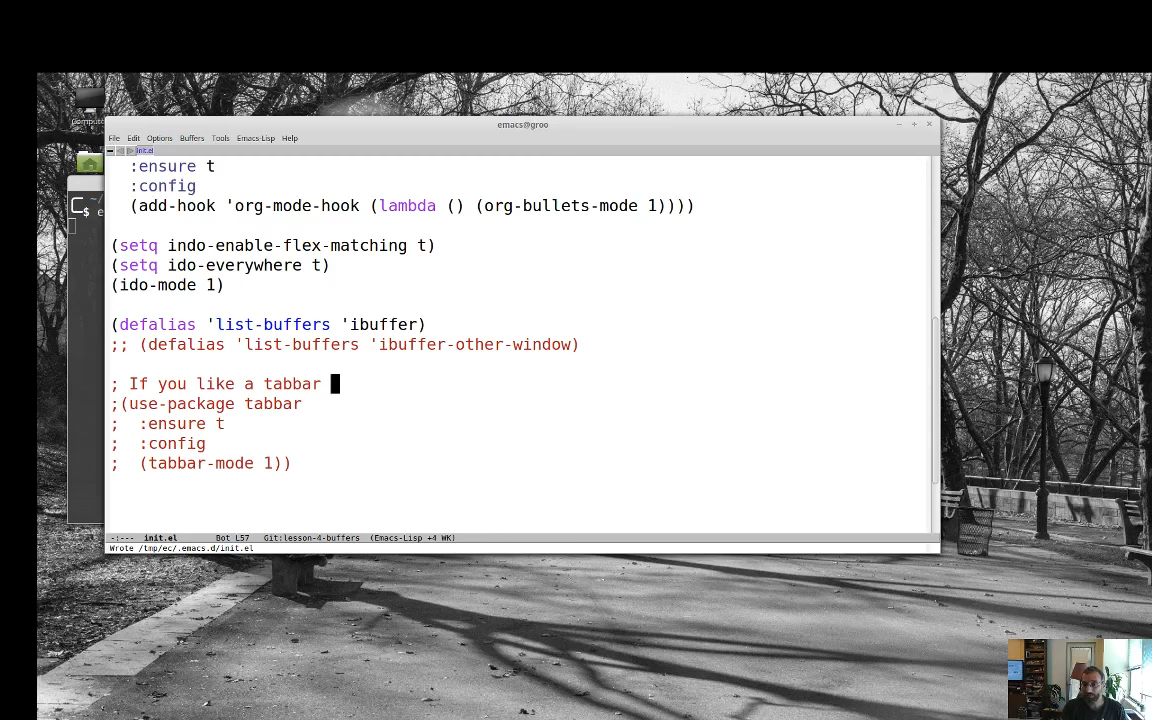 emacs@groo
File Edit Options Buffers Tools Emacs-Lisp Help
init.el
:ensure t
:config
(add-hook 'org-mode-hook (lambda () (org-bullets-mode 1))))
(setq indo-enable-flex-matching t)
(setq ido-everywhere t)
(ido-mode 1)
(defalias 'list-buffers 'ibuffer)
;; (defalias 'list-buffers 'ibuffer-other-window)
; If you like a tabbar
;(use-package tabbar
;  :ensure t
;  :config
;  (tabbar-mode 1))
-:---  init.el  Bot L57  Git:lesson-4-buffers  (Emacs-Lisp +4 WK)
Wrote /tmp/ec/.emacs.d/init.el
$ e